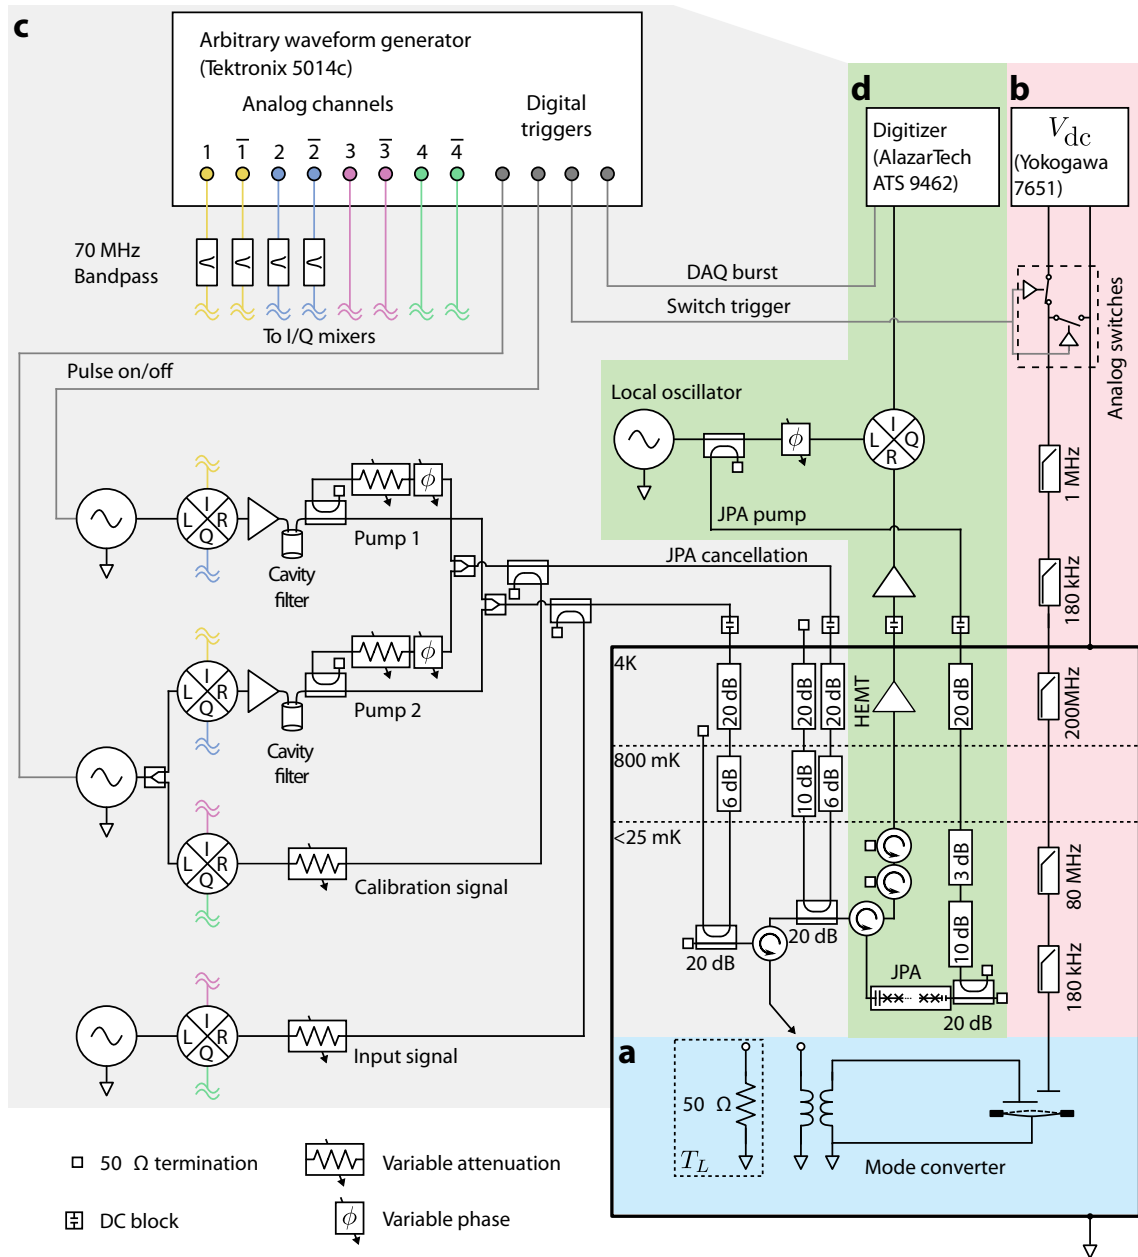 c
Arbitrary waveform generator
(Tektronix 5014c)
Analog channels
Digital
triggers
1 1̅ 2 2̅ 3 3̅ 4 4̅
70 MHz
Bandpass
To I/Q mixers
DAQ burst
Switch trigger
Pulse on/off
d
Digitizer
(AlazarTech
ATS 9462)
b
V_dc
(Yokogawa
7651)
Analog switches
Local oscillator
ϕ
I
L Q
R
JPA pump
JPA cancellation
1 MHz
180 kHz
I
L R
Q
ϕ
Pump 1
Cavity
filter
I
L R
Q
ϕ
Pump 2
Cavity
filter
I
L R
Q
Calibration signal
I
L R
Q
Input signal
4K
20 dB
20 dB
20 dB
HEMT
20 dB
200MHz
800 mK
6 dB
10 dB
6 dB
<25 mK
3 dB
80 MHz
10 dB
180 kHz
20 dB
20 dB
JPA
20 dB
a
50 Ω
T_L
Mode converter
50 Ω termination
Variable attenuation
DC block
ϕ
Variable phase